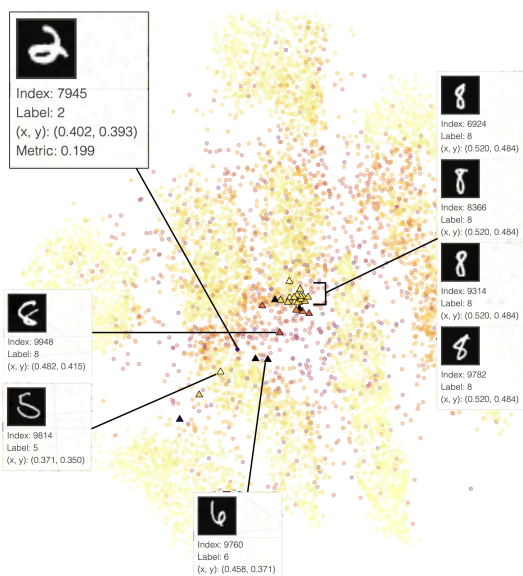 Index: 7945
Label: 2
(x, y): (0.402, 0.393)
Metric: 0.199
Index: 6924
Label: 8
(x, y): (0.520, 0.484)
Index: 8366
Label: 8
(x, y): (0.520, 0.484)
Index: 9314
Label: 8
(x, y): (0.520, 0.484)
Index: 9782
Label: 8
(x, y): (0.520, 0.484)
Index: 9948
Label: 8
(x, y): (0.482, 0.415)
Index: 9814
Label: 5
(x, y): (0.371, 0.350)
Index: 9760
Label: 6
(x, y): (0.458, 0.371)